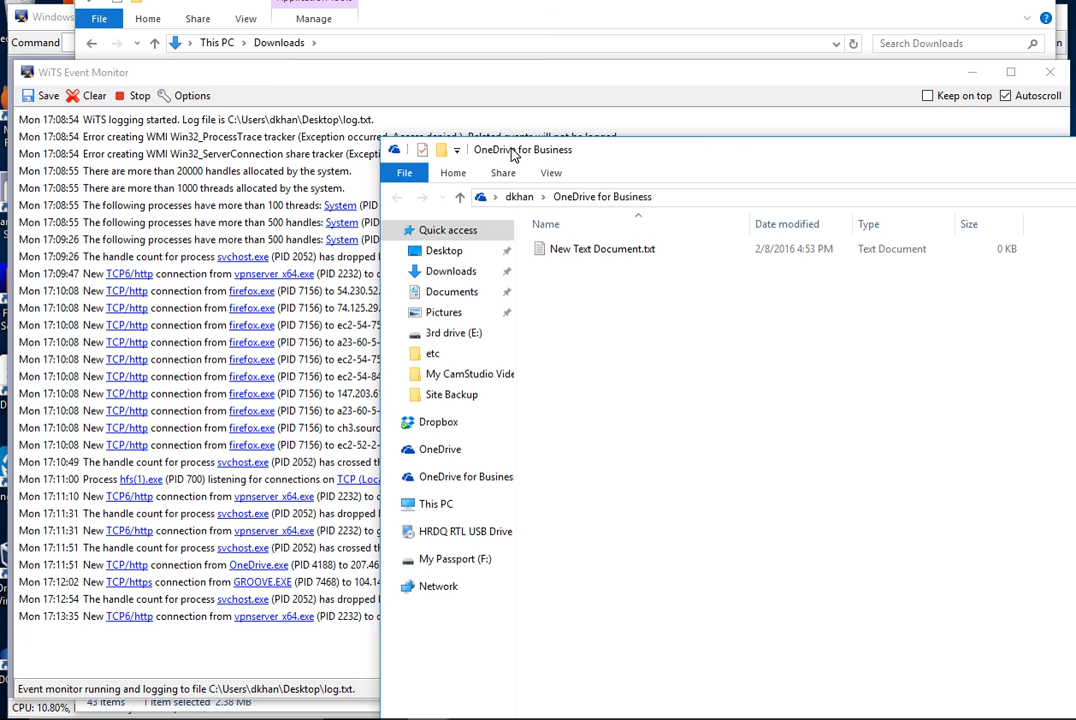 Windows
File Home Share View Manage
Command
This PC Downloads
Search Downloads
WiTS Event Monitor
Save Clear Stop Options
Keep on top Autoscroll
Mon 17:08:54 WiTS logging started. Log file is C:\Users\dkhan\Desktop\log.txt.
Mon 17:08:54 Error creating WMI Win32_ProcessTrace tracker (Exception occurred. Access denied.). Related events will not be logged.
Mon 17:08:54 Error creating WMI Win32_ServerConnection share tracker (Excepti
Mon 17:08:55 There are more than 20000 handles allocated by the system.
Mon 17:08:55 There are more than 1000 threads allocated by the system.
Mon 17:08:55 The following processes have more than 100 threads: System (PID
Mon 17:08:55 The following processes have more than 500 handles: System (PID
Mon 17:09:26 The following processes have more than 500 handles: System (PID
Mon 17:09:26 The handle count for process svchost.exe (PID 2052) has dropped
Mon 17:09:47 New TCP6/http connection from vpnserver_x64.exe (PID 2232) to
Mon 17:10:08 New TCP/http connection from firefox.exe (PID 7156) to 54.230.52.
Mon 17:10:08 New TCP/http connection from firefox.exe (PID 7156) to 74.125.29.
Mon 17:10:08 New TCP/http connection from firefox.exe (PID 7156) to ec2-54-75
Mon 17:10:08 New TCP/http connection from firefox.exe (PID 7156) to a23-60-5-
Mon 17:10:08 New TCP/http connection from firefox.exe (PID 7156) to ec2-54-75
Mon 17:10:08 New TCP/http connection from firefox.exe (PID 7156) to ec2-54-84
Mon 17:10:08 New TCP/http connection from firefox.exe (PID 7156) to 147.203.6
Mon 17:10:08 New TCP/http connection from firefox.exe (PID 7156) to a23-60-5-
Mon 17:10:08 New TCP/http connection from firefox.exe (PID 7156) to ch3.sourc
Mon 17:10:08 New TCP/http connection from firefox.exe (PID 7156) to ec2-52-2-
Mon 17:10:49 The handle count for process svchost.exe (PID 2052) has crossed th
Mon 17:11:00 Process hfs(1).exe (PID 700) listening for connections on TCP (Loca
Mon 17:11:10 New TCP6/http connection from vpnserver_x64.exe (PID 2232) to
Mon 17:11:31 The handle count for process svchost.exe (PID 2052) has dropped
Mon 17:11:31 New TCP6/http connection from vpnserver_x64.exe (PID 2232) to
Mon 17:11:51 The handle count for process svchost.exe (PID 2052) has crossed th
Mon 17:11:51 New TCP/http connection from OneDrive.exe (PID 4188) to 207.46
Mon 17:12:02 New TCP/https connection from GROOVE.EXE (PID 7468) to 104.14
Mon 17:12:54 The handle count for process svchost.exe (PID 2052) has dropped
Mon 17:13:35 New TCP6/http connection from vpnserver_x64.exe (PID 2232) to
Event monitor running and logging to file C:\Users\dkhan\Desktop\log.txt.
CPU: 10.80%,
43 items 1 item selected 2.38 MB
OneDrive for Business
File Home Share View
dkhan OneDrive for Business
Name Date modified Type Size
New Text Document.txt 2/8/2016 4:53 PM Text Document 0 KB
Quick access
Desktop
Downloads
Documents
Pictures
3rd drive (E:)
etc
My CamStudio Vide
Site Backup
Dropbox
OneDrive
OneDrive for Busines
This PC
HRDQ RTL USB Drive
My Passport (F:)
Network